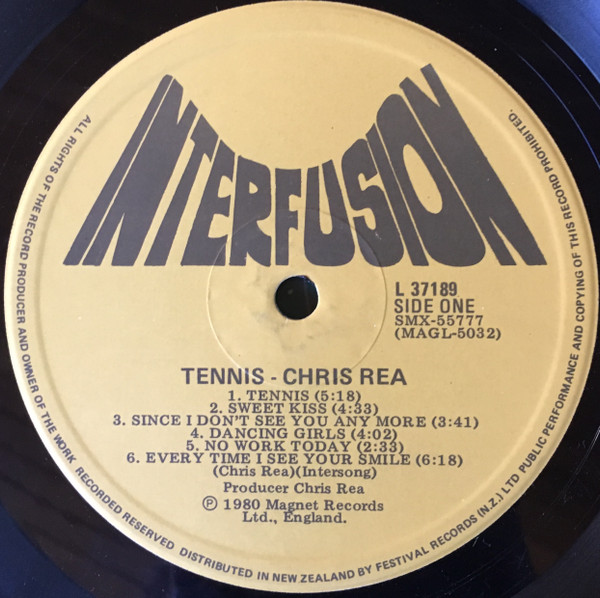 INTERFUSION
L 37189
SIDE ONE
SMX-55777
(MAGL-5032)
TENNIS - CHRIS REA
1. TENNIS (5:18)
2. SWEET KISS (4:33)
3. SINCE I DON'T SEE YOU ANY MORE (3:41)
4. DANCING GIRLS (4:02)
5. NO WORK TODAY (2:33)
6. EVERY TIME I SEE YOUR SMILE (6:18)
(Chris Rea)(Intersong)
Producer Chris Rea
Ⓟ 1980 Magnet Records
Ltd., England.
ALL RIGHTS OF THE RECORD PRODUCER AND OWNER OF THE WORK RECORDED RESERVED DISTRIBUTED IN NEW ZEALAND BY FESTIVAL RECORDS (N.Z.) LTD PUBLIC PERFORMANCE AND COPYING OF THIS RECORD PROHIBITED.